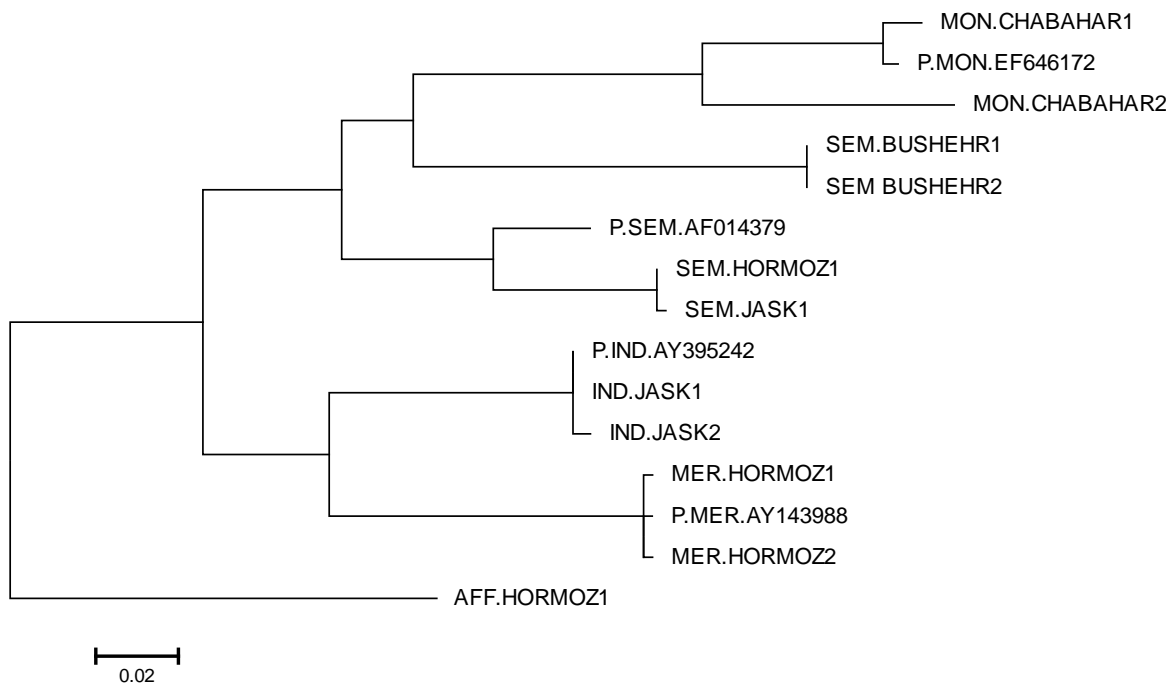 MON.CHABAHAR1
P.MON.EF646172
MON.CHABAHAR2
SEM.BUSHEHR1
SEM BUSHEHR2
P.SEM.AF014379
SEM.HORMOZ1
SEM.JASK1
P.IND.AY395242
IND.JASK1
IND.JASK2
MER.HORMOZ1
P.MER.AY143988
MER.HORMOZ2
AFF.HORMOZ1
0.02